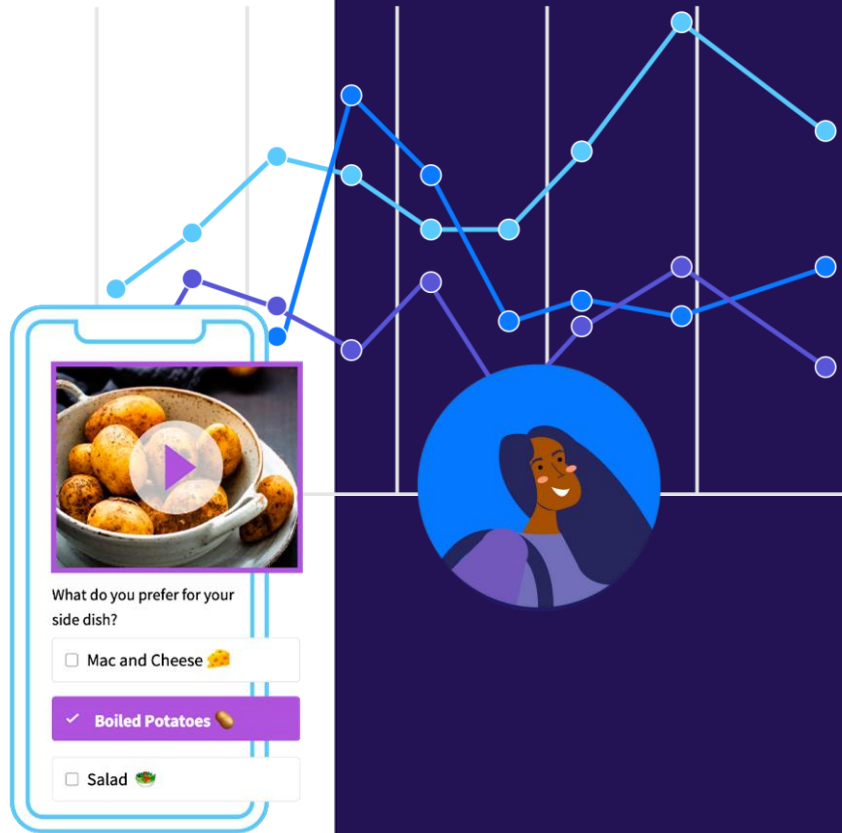 What do you prefer for your
side dish?
Mac and Cheese 🧀
Boiled Potatoes 🥔
Salad 🥗